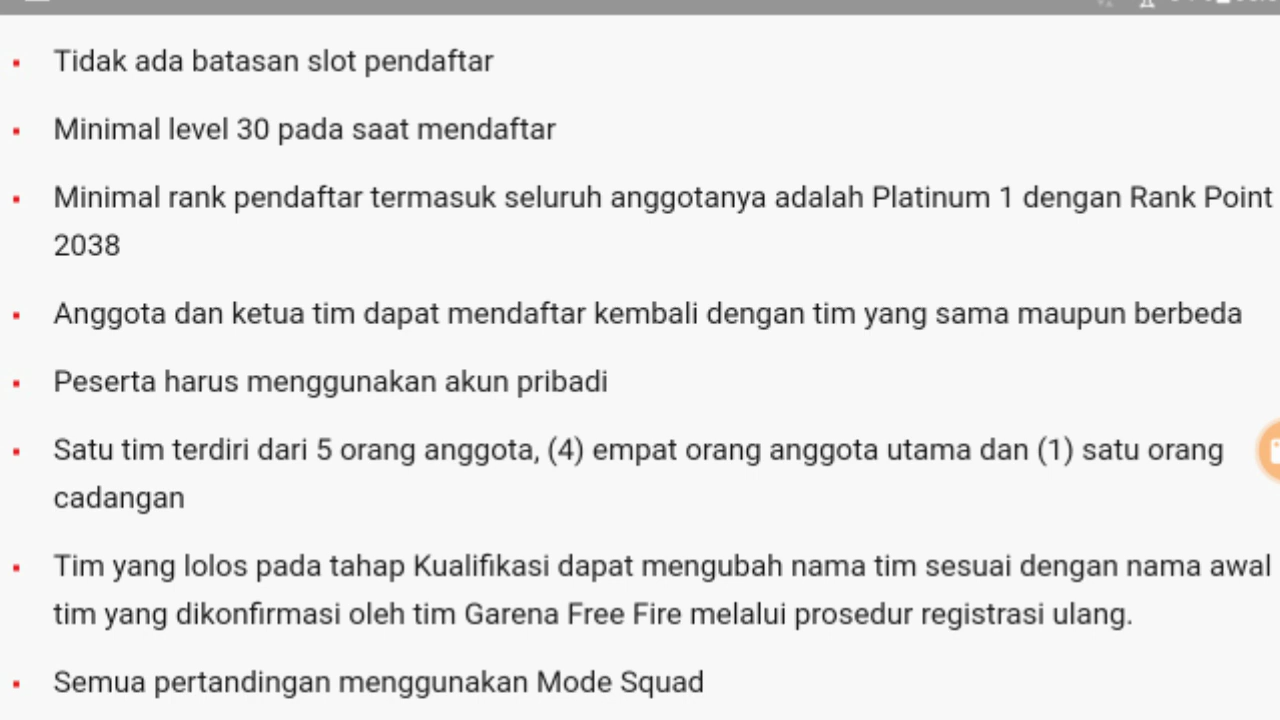 Tidak ada batasan slot pendaftar
Minimal level 30 pada saat mendaftar
Minimal rank pendaftar termasuk seluruh anggotanya adalah Platinum 1 dengan Rank Point
2038
Anggota dan ketua tim dapat mendaftar kembali dengan tim yang sama maupun berbeda
Peserta harus menggunakan akun pribadi
Satu tim terdiri dari 5 orang anggota, (4) empat orang anggota utama dan (1) satu orang
cadangan
Tim yang lolos pada tahap Kualifikasi dapat mengubah nama tim sesuai dengan nama awal
tim yang dikonfirmasi oleh tim Garena Free Fire melalui prosedur registrasi ulang.
Semua pertandingan menggunakan Mode Squad